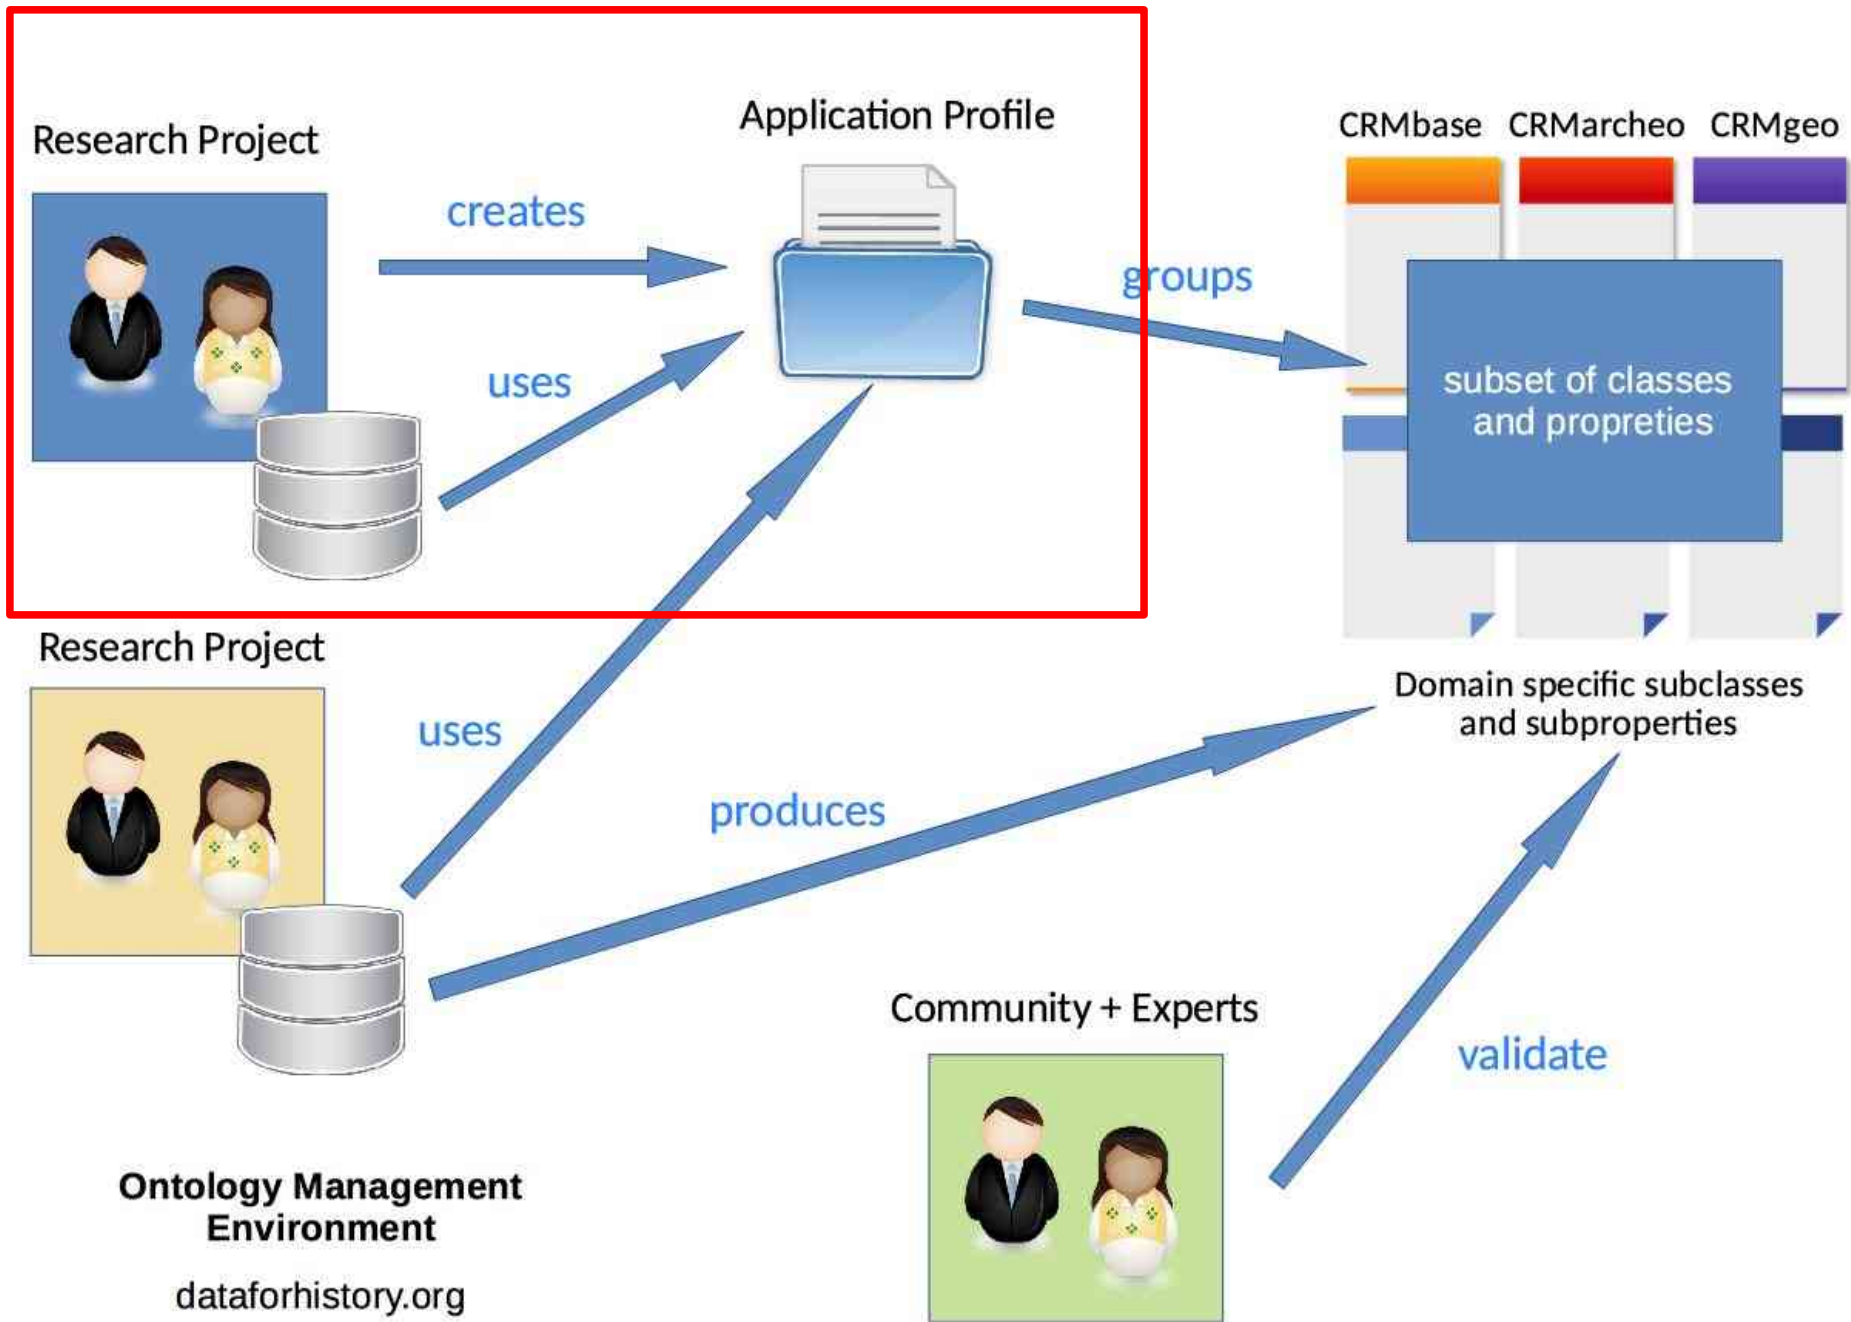 Research Project
Application Profile
CRMbase CRMarcheo CRMgeo
creates
groups
uses
subset of classes
and propreties
Research Project
Domain specific subclasses
and subproperties
uses
produces
Community + Experts
validate
Ontology Management
Environment
dataforhistory.org